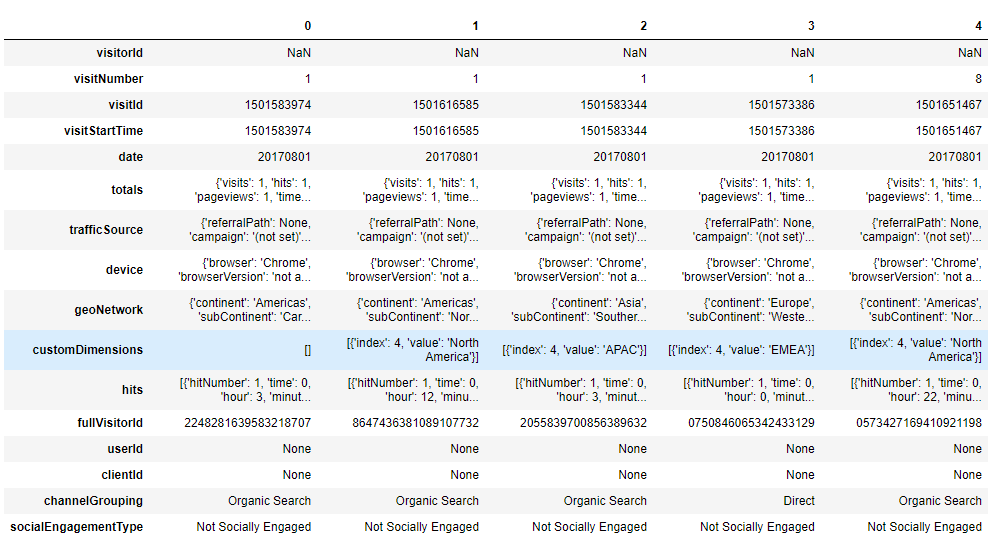 0 1 2 3 4
visitorId NaN NaN NaN NaN NaN
visitNumber 1 1 1 1 8
visitId 1501583974 1501616585 1501583344 1501573386 1501651467
visitStartTime 1501583974 1501616585 1501583344 1501573386 1501651467
date 20170801 20170801 20170801 20170801 20170801
totals {'visits': 1, 'hits': 1, {'visits': 1, 'hits': 1, {'visits': 1, 'hits': 1, {'visits': 1, 'hits': 1, {'visits': 1, 'hits': 1,
'pageviews': 1, 'time... 'pageviews': 1, 'time... 'pageviews': 1, 'time... 'pageviews': 1, 'time... 'pageviews': 1, 'time...
trafficSource {'referralPath': None, {'referralPath': None, {'referralPath': None, {'referralPath': None, {'referralPath': None,
'campaign': '(not set)'... 'campaign': '(not set)'... 'campaign': '(not set)'... 'campaign': '(not set)'... 'campaign': '(not set)'...
device {'browser': 'Chrome', {'browser': 'Chrome', {'browser': 'Chrome', {'browser': 'Chrome', {'browser': 'Chrome',
'browserVersion': 'not a... 'browserVersion': 'not a... 'browserVersion': 'not a... 'browserVersion': 'not a... 'browserVersion': 'not a...
geoNetwork {'continent': 'Americas', {'continent': 'Americas', {'continent': 'Asia', {'continent': 'Europe', {'continent': 'Americas',
'subContinent': 'Car... 'subContinent': 'Nor... 'subContinent': 'Souther... 'subContinent': 'Weste... 'subContinent': 'Nor...
customDimensions [] [{'index': 4, 'value': 'North [{'index': 4, 'value': 'APAC'}] [{'index': 4, 'value': 'EMEA'}] [{'index': 4, 'value': 'North
America'}] America'}]
hits [{'hitNumber': 1, 'time': 0, [{'hitNumber': 1, 'time': 0, [{'hitNumber': 1, 'time': 0, [{'hitNumber': 1, 'time': 0, [{'hitNumber': 1, 'time': 0,
'hour': 3, 'minut... 'hour': 12, 'minu... 'hour': 3, 'minut... 'hour': 0, 'minut... 'hour': 22, 'minu...
fullVisitorId 2248281639583218707 8647436381089107732 2055839700856389632 0750846065342433129 0573427169410921198
userId None None None None None
clientId None None None None None
channelGrouping Organic Search Organic Search Organic Search Direct Organic Search
socialEngagementType Not Socially Engaged Not Socially Engaged Not Socially Engaged Not Socially Engaged Not Socially Engaged